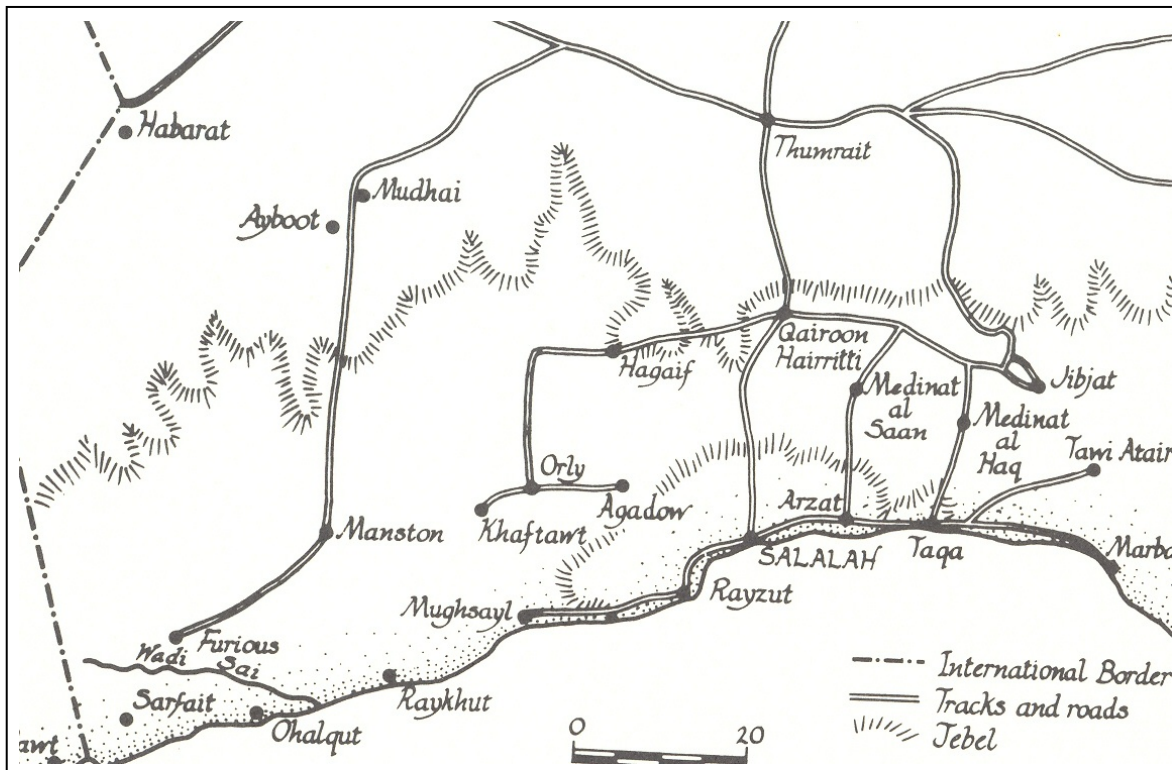 Habarat
Thumrait
Mudhai
Ayboot
Qairoon
Hairritti
Hagaif
Jibjat
Medinat
al
Saan
Medinat
al
Haq
Tawi Atair
Orly
Agadow
Khaftawt
Arzat
Manston
SALALAH
Taqa
Marba
Rayzut
Mughsayl
Furious
Wadi
Sai
Raykhut
Sarfait
Ohalqut
awt
International Border
Tracks and roads
Jebel
0
20